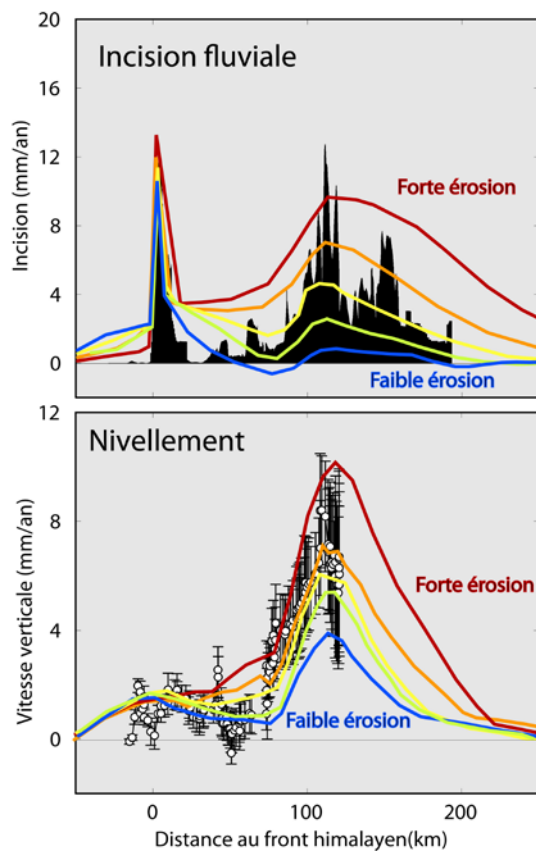 20
Incision fluviale
16
12
Forte érosion
8
4
0
Faible érosion
Incision (mm/an)
12
Nivellement
8
Forte érosion
4
Faible érosion
0
Vitesse verticale (mm/an)
0 100 200
Distance au front himalayen(km)